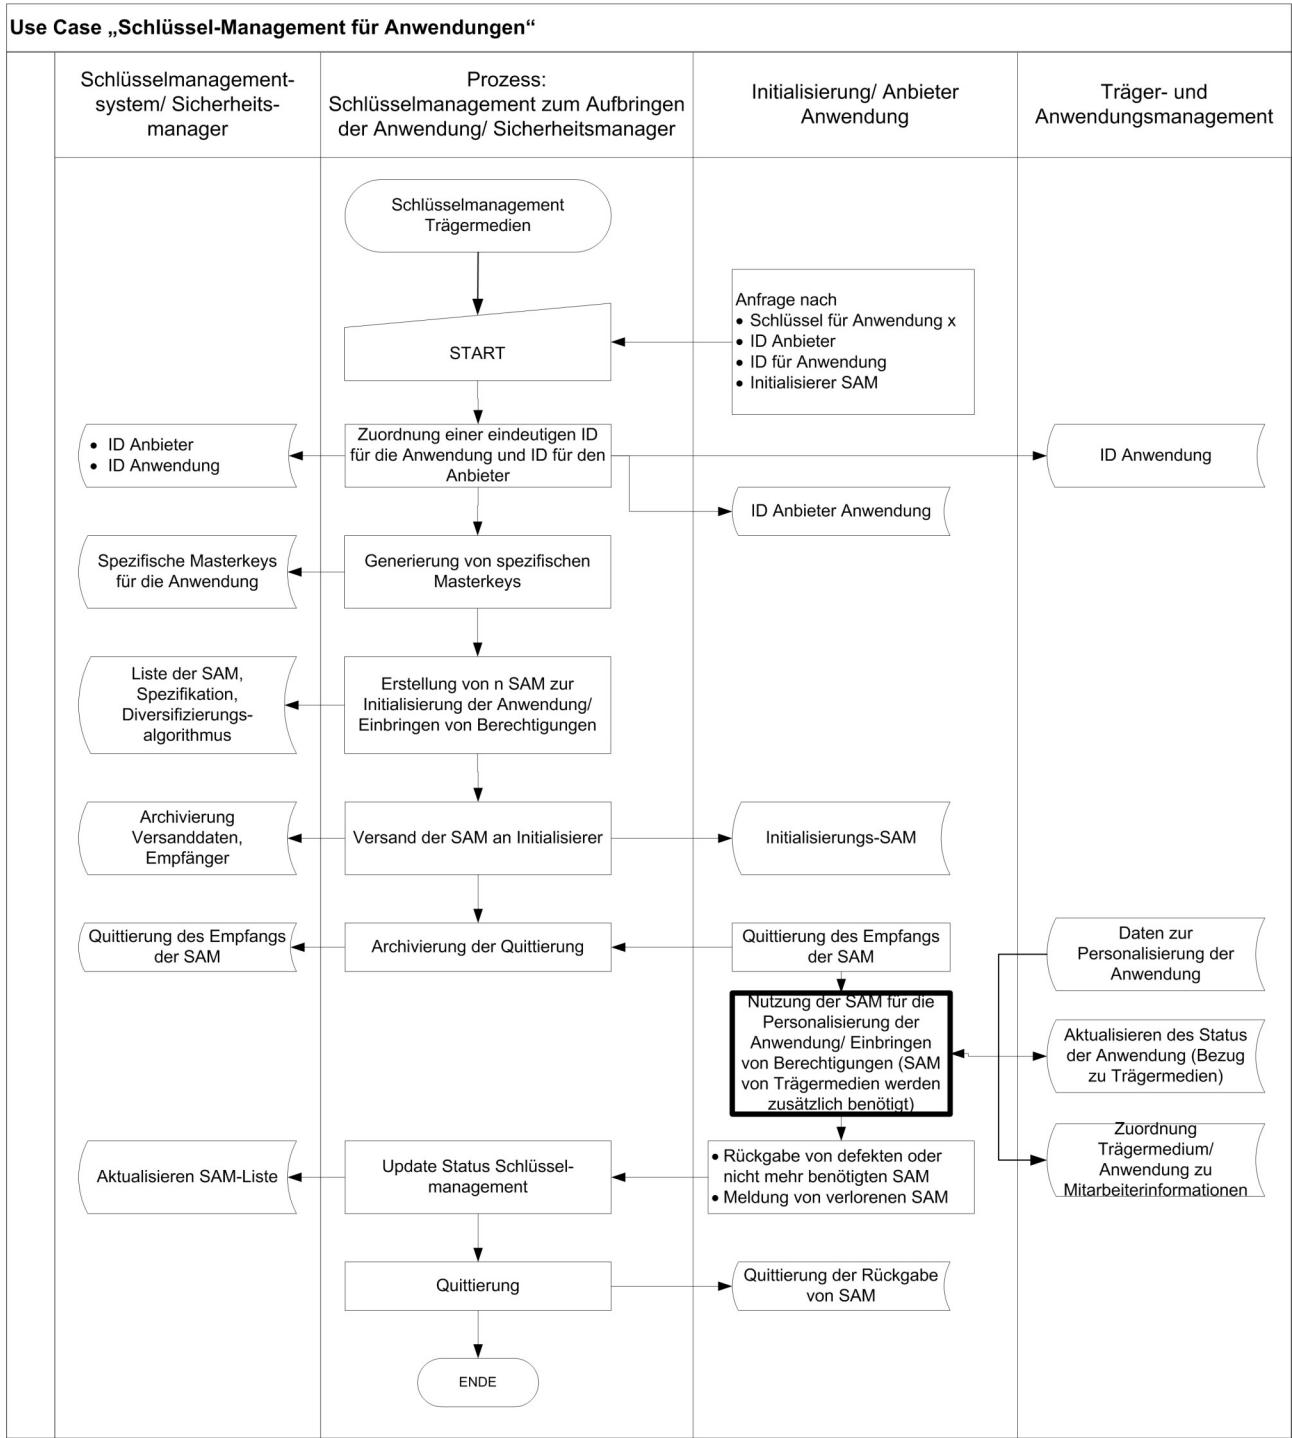 Use Case „Schlüssel-Management für Anwendungen“
Schlüsselmanagement-
system/ Sicherheits-
manager
Prozess:
Schlüsselmanagement zum Aufbringen
der Anwendung/ Sicherheitsmanager
Initialisierung/ Anbieter
Anwendung
Träger- und
Anwendungsmanagement
Schlüsselmanagement
Trägermedien
START
Anfrage nach
• Schlüssel für Anwendung x
• ID Anbieter
• ID für Anwendung
• Initialisierer SAM
• ID Anbieter
• ID Anwendung
Zuordnung einer eindeutigen ID
für die Anwendung und ID für den
Anbieter
ID Anwendung
ID Anbieter Anwendung
Spezifische Masterkeys
für die Anwendung
Generierung von spezifischen
Masterkeys
Liste der SAM,
Spezifikation,
Diversifizierungs-
algorithmus
Erstellung von n SAM zur
Initialisierung der Anwendung/
Einbringen von Berechtigungen
Archivierung
Versanddaten,
Empfänger
Versand der SAM an Initialisierer
Initialisierungs-SAM
Quittierung des Empfangs
der SAM
Archivierung der Quittierung
Quittierung des Empfangs
der SAM
Daten zur
Personalisierung der
Anwendung
Nutzung der SAM für die
Personalisierung der
Anwendung/ Einbringen
von Berechtigungen (SAM
von Trägermedien werden
zusätzlich benötigt)
Aktualisieren des Status
der Anwendung (Bezug
zu Trägermedien)
Zuordnung
Trägermedium/
Anwendung zu
Mitarbeiterinformationen
Aktualisieren SAM-Liste
Update Status Schlüssel-
management
• Rückgabe von defekten oder
nicht mehr benötigten SAM
• Meldung von verlorenen SAM
Quittierung
Quittierung der Rückgabe
von SAM
ENDE